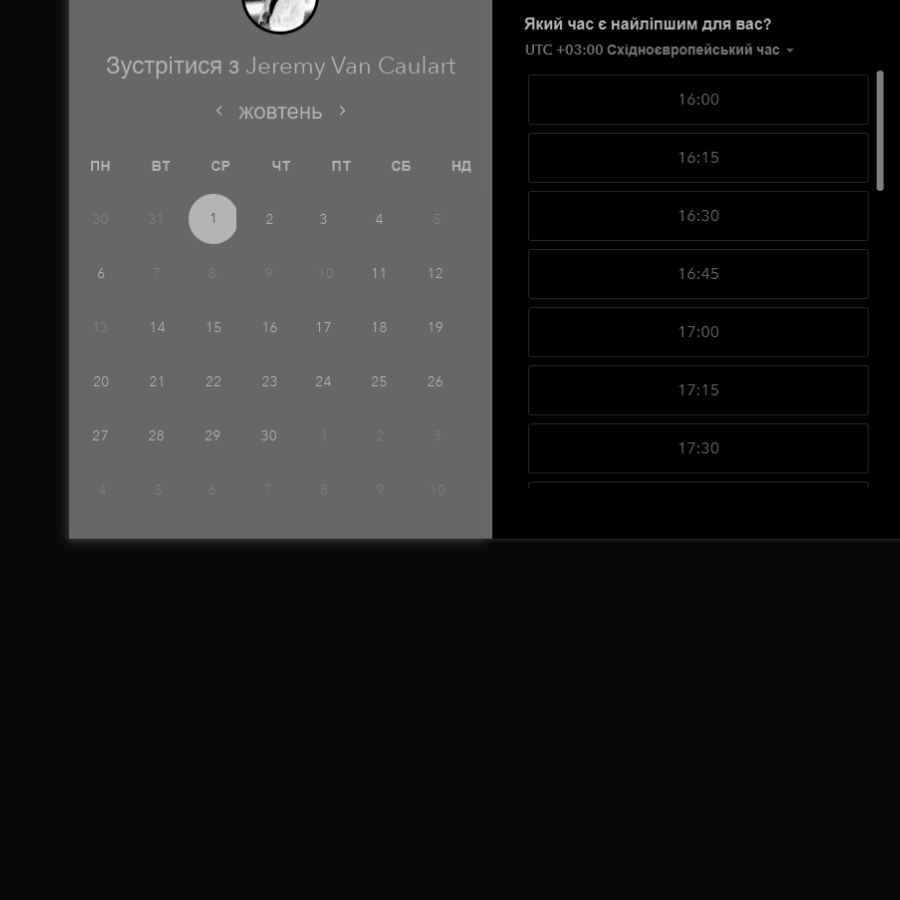 Зустрітися з Jeremy Van Caulart
жовтень
ПН ВТ СР ЧТ ПТ СБ НД
30 31 1 2 3 4 5
6 7 8 9 10 11 12
13 14 15 16 17 18 19
20 21 22 23 24 25 26
27 28 29 30 1 2 3
4 5 6 7 8 9 10
Який час є найліпшим для вас?
UTC +03:00 Східноєвропейський час
16:00
16:15
16:30
16:45
17:00
17:15
17:30